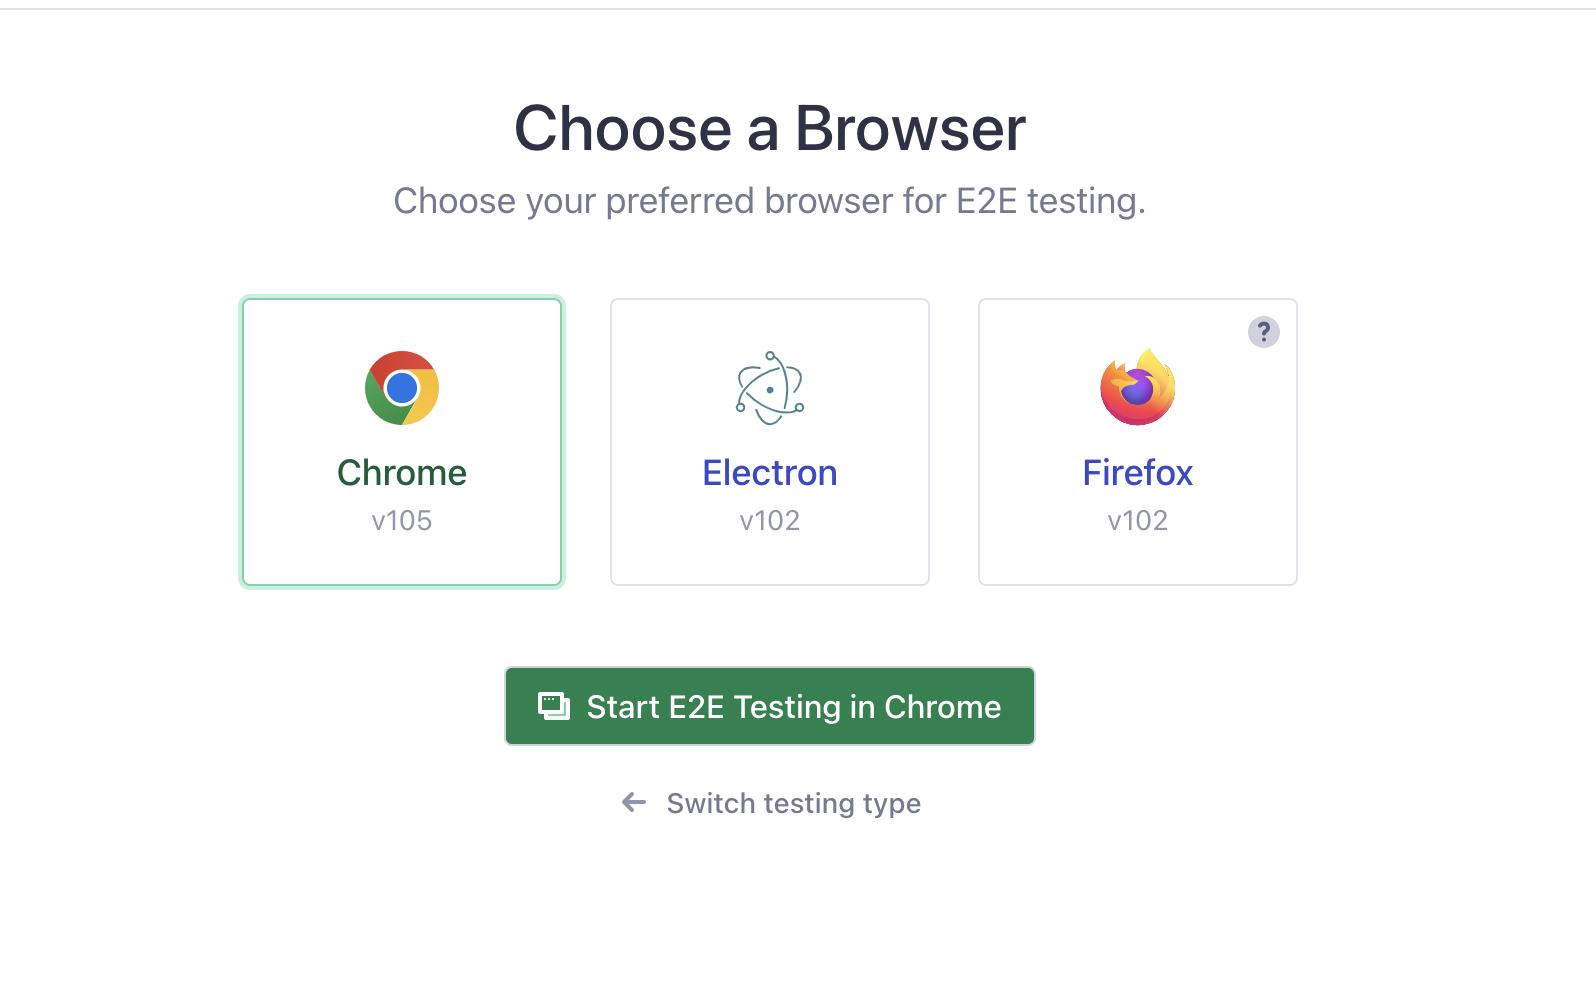 Choose a Browser
Choose your preferred browser for E2E testing.
?
Chrome
v105
Electron
v102
Firefox
v102
Start E2E Testing in Chrome
Switch testing type